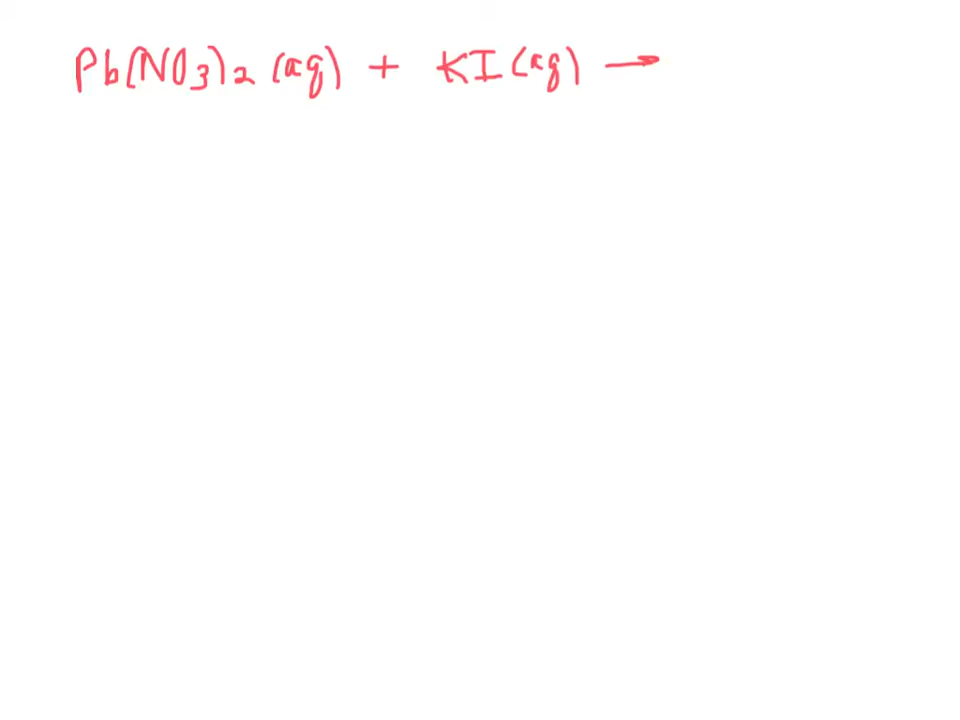 Pb(NO3)2 (aq) + KI (aq) →